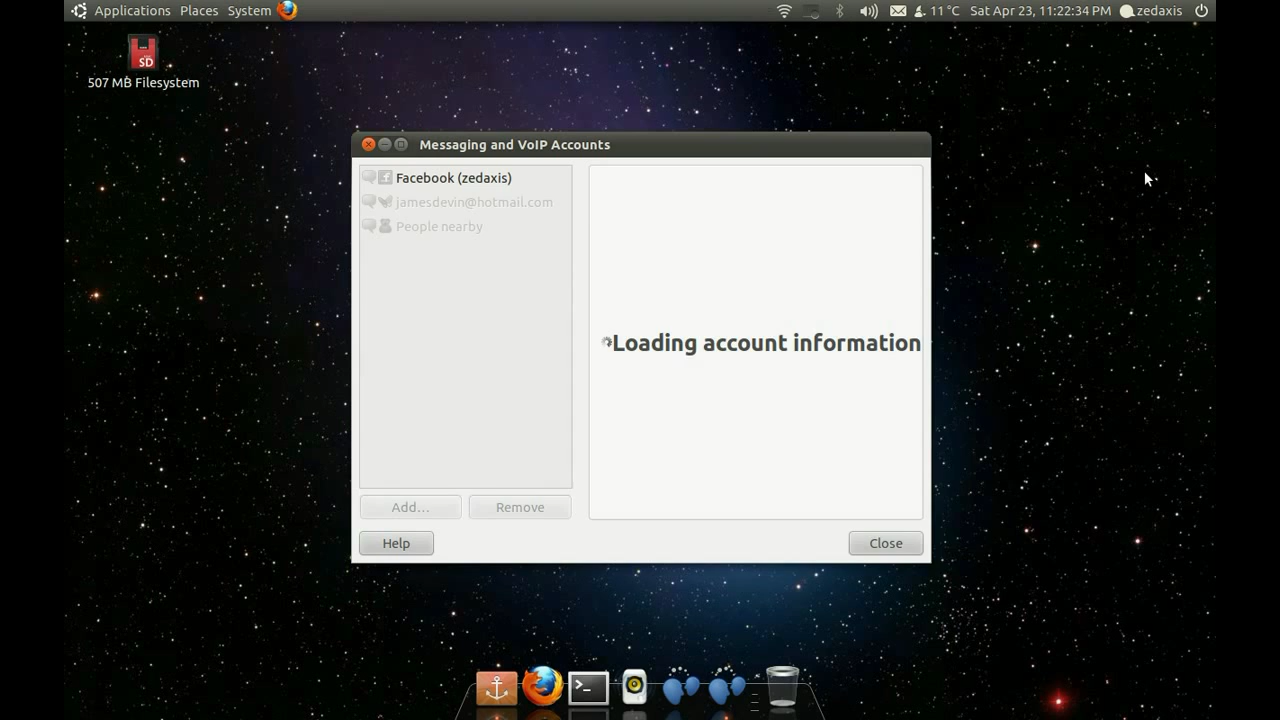 Applications Places System 11 °C Sat Apr 23, 11:22:34 PM zedaxis
SD
507 MB Filesystem
Messaging and VoIP Accounts
Facebook (zedaxis)
jamesdevin@hotmail.com
People nearby
Loading account information
Add... Remove
Help Close
>_